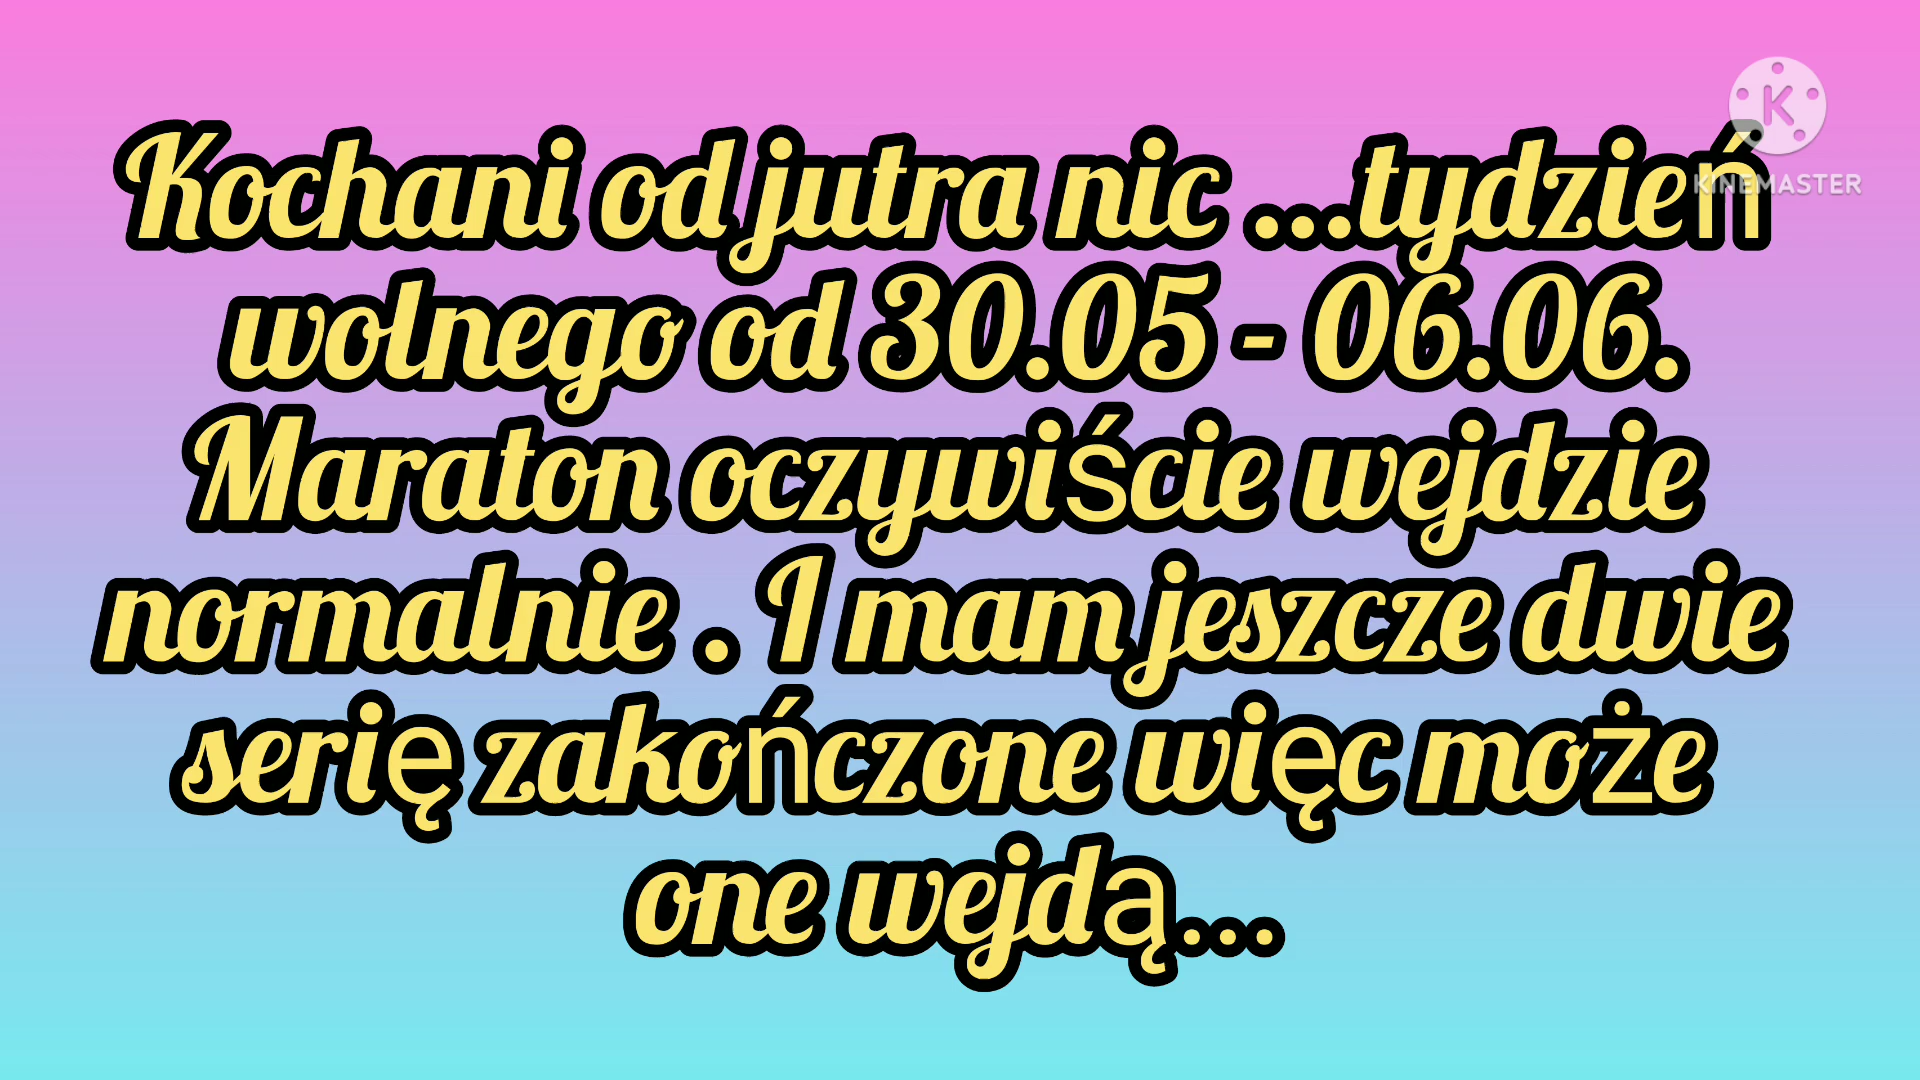 Kochani od jutra nic ...tydzień
wolnego od 30.05 - 06.06.
Maraton oczywiście wejdzie
normalnie . I mam jeszcze dwie
serię zakończone więc może
one wejdą...
K
KINEMASTER